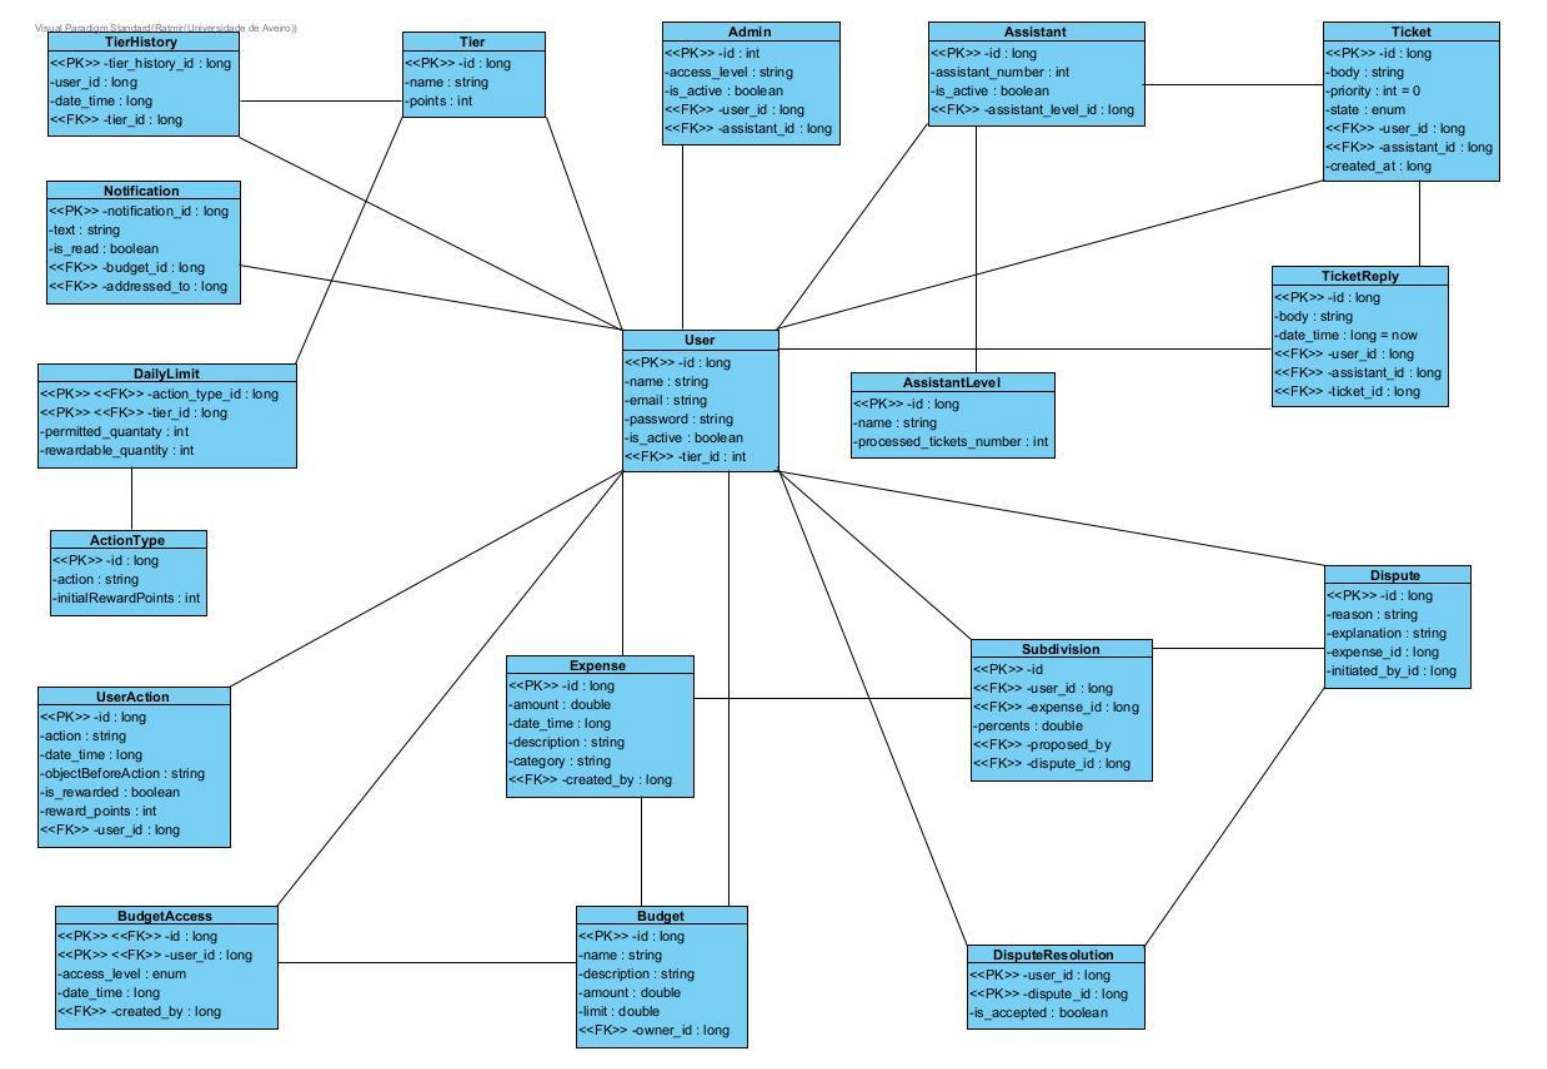 Visual Paradigm Standard(Ratmir(Universidade de Aveiro))
TierHistory
<<PK>> -tier_history_id : long
-user_id : long
-date_time : long
<<FK>> -tier_id : long
Tier
<<PK>> -id : long
-name : string
-points : int
Admin
<<PK>> -id : int
-access_level : string
-is_active : boolean
<<FK>> -user_id : long
<<FK>> -assistant_id : long
Assistant
<<PK>> -id : long
-assistant_number : int
-is_active : boolean
<<FK>> -assistant_level_id : long
Ticket
<<PK>> -id : long
-body : string
-priority : int = 0
-state : enum
<<FK>> -user_id : long
<<FK>> -assistant_id : long
-created_at : long
Notification
<<PK>> -notification_id : long
-text : string
-is_read : boolean
<<FK>> -budget_id : long
<<FK>> -addressed_to : long
TicketReply
<<PK>> -id : long
-body : string
-date_time : long = now
<<FK>> -user_id : long
<<FK>> -assistant_id : long
<<FK>> -ticket_id : long
User
<<PK>> -id : long
-name : string
-email : string
-password : string
-is_active : boolean
<<FK>> -tier_id : int
DailyLimit
<<PK>> <<FK>> -action_type_id : long
<<PK>> <<FK>> -tier_id : long
-permitted_quantaty : int
-rewardable_quantity : int
AssistantLevel
<<PK>> -id : long
-name : string
-processed_tickets_number : int
ActionType
<<PK>> -id : long
-action : string
-initialRewardPoints : int
Dispute
<<PK>> -id : long
-reason : string
-explanation : string
-expense_id : long
-initiated_by_id : long
Subdivision
<<PK>> -id
<<FK>> -user_id : long
<<FK>> -expense_id : long
-percents : double
<<FK>> -proposed_by
<<FK>> -dispute_id : long
Expense
<<PK>> -id : long
-amount : double
-date_time : long
-description : string
-category : string
<<FK>> -created_by : long
UserAction
<<PK>> -id : long
-action : string
-date_time : long
-objectBeforeAction : string
-is_rewarded : boolean
-reward_points : int
<<FK>> -user_id : long
BudgetAccess
<<PK>> <<FK>> -id : long
<<PK>> <<FK>> -user_id : long
-access_level : enum
-date_time : long
<<FK>> -created_by : long
Budget
<<PK>> -id : long
-name : string
-description : string
-amount : double
-limit : double
<<FK>> -owner_id : long
DisputeResolution
<<PK>> -user_id : long
<<PK>> -dispute_id : long
-is_accepted : boolean